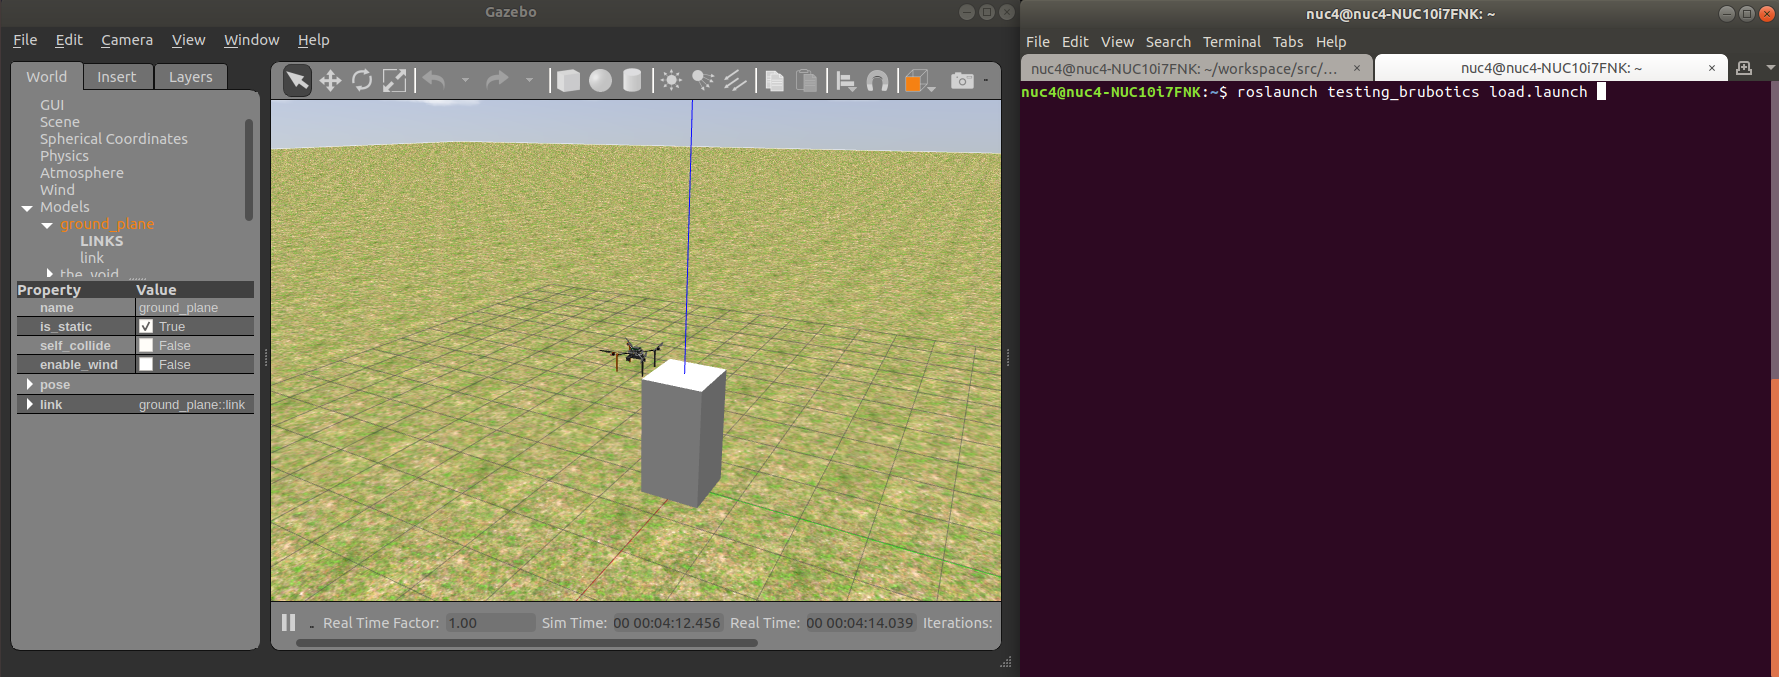 Gazebo
File Edit Camera View Window Help
World Insert Layers
GUI
Scene
Spherical Coordinates
Physics
Atmosphere
Wind
Models
ground_plane
LINKS
link
the_void
Property Value
name ground_plane
is_static True
self_collide False
enable_wind False
pose
link ground_plane::link
Real Time Factor: 1.00 Sim Time: 00 00:04:12.456 Real Time: 00 00:04:14.039 Iterations:
nuc4@nuc4-NUC10i7FNK: ~
File Edit View Search Terminal Tabs Help
nuc4@nuc4-NUC10i7FNK: ~/workspace/src/... × nuc4@nuc4-NUC10i7FNK: ~ ×
nuc4@nuc4-NUC10i7FNK:~$ roslaunch testing_brubotics load.launch